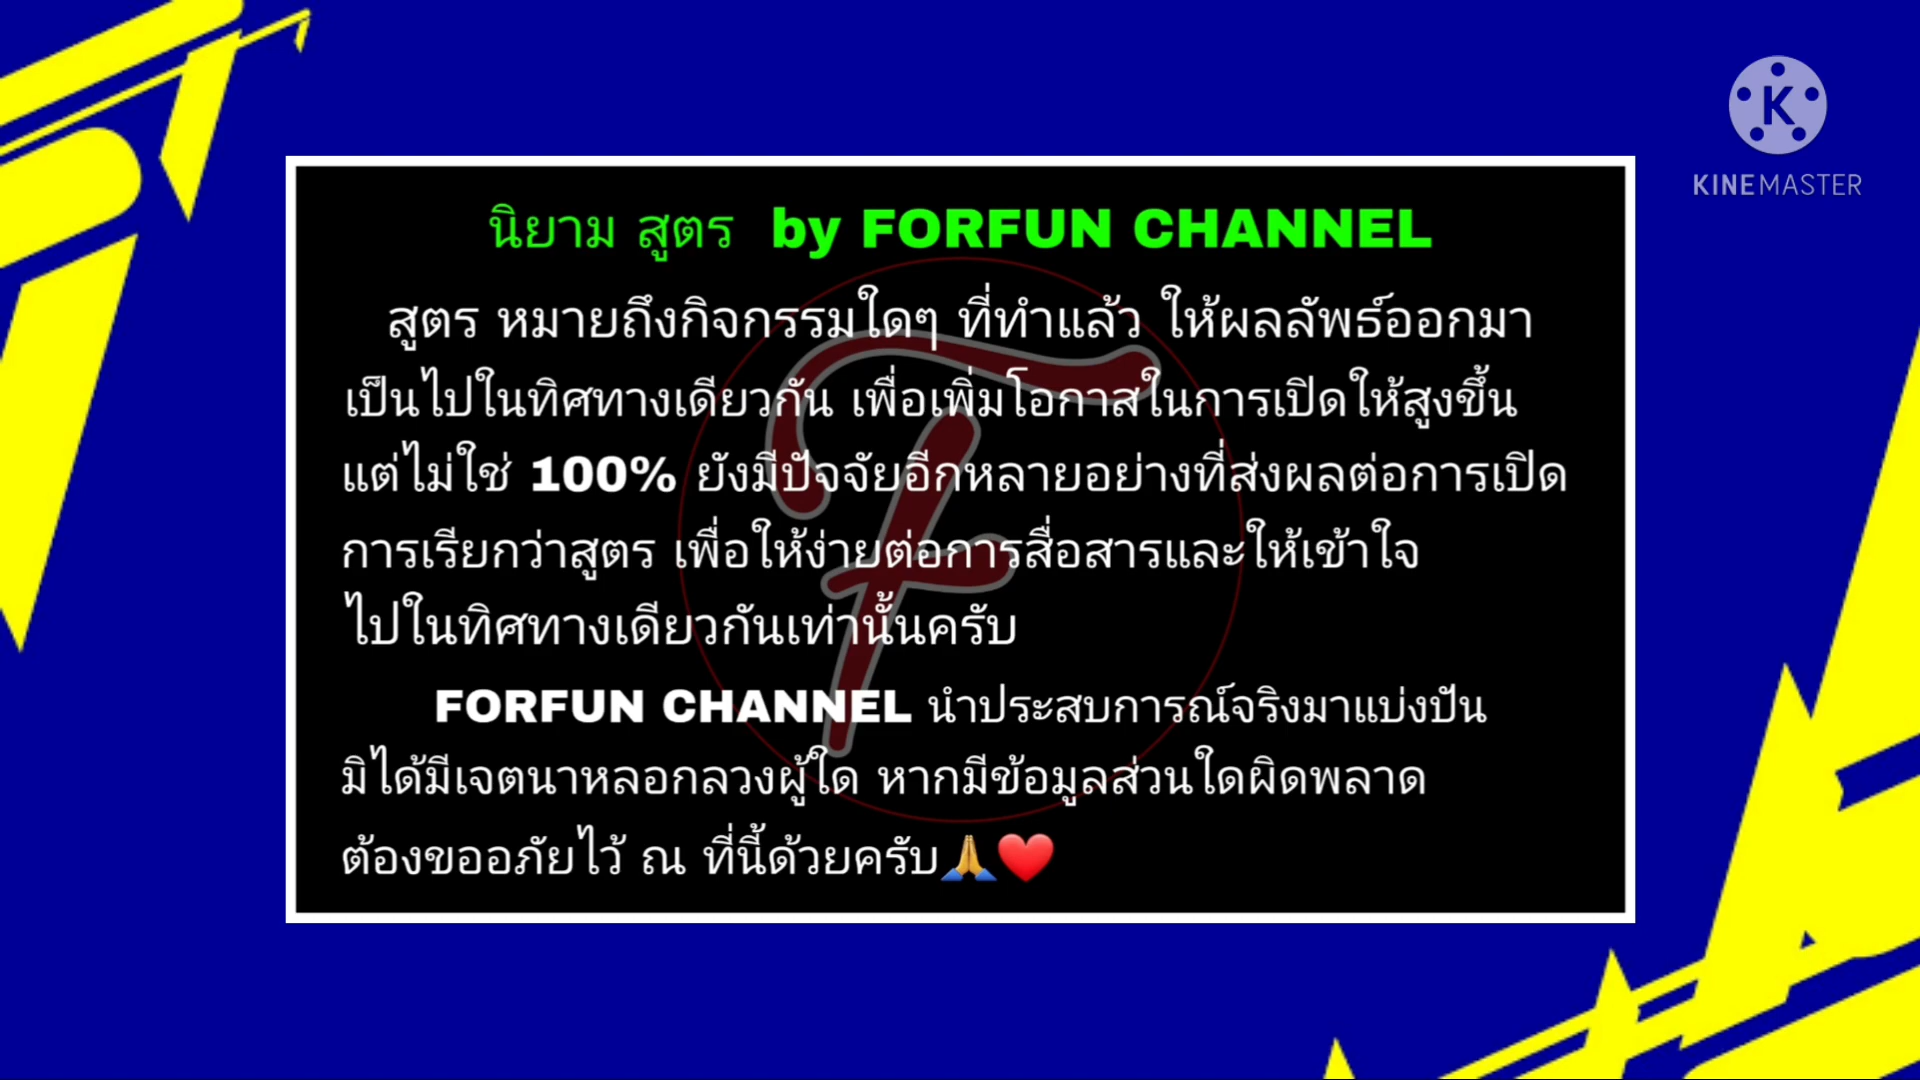 KINEMASTER
นิยาม สูตร by FORFUN CHANNEL
สูตร หมายถึงกิจกรรมใดๆ ที่ทำแล้ว ให้ผลลัพธ์ออกมา
เป็นไปในทิศทางเดียวกัน เพื่อเพิ่มโอกาสในการเปิดให้สูงขึ้น
แต่ไม่ใช่ 100% ยังมีปัจจัยอีกหลายอย่างที่ส่งผลต่อการเปิด
การเรียกว่าสูตร เพื่อให้ง่ายต่อการสื่อสารและให้เข้าใจ
ไปในทิศทางเดียวกันเท่านั้นครับ
FORFUN CHANNEL นำประสบการณ์จริงมาแบ่งปัน
มิได้มีเจตนาหลอกลวงผู้ใด หากมีข้อมูลส่วนใดผิดพลาด
ต้องขออภัยไว้ ณ ที่นี้ด้วยครับ🙏❤️